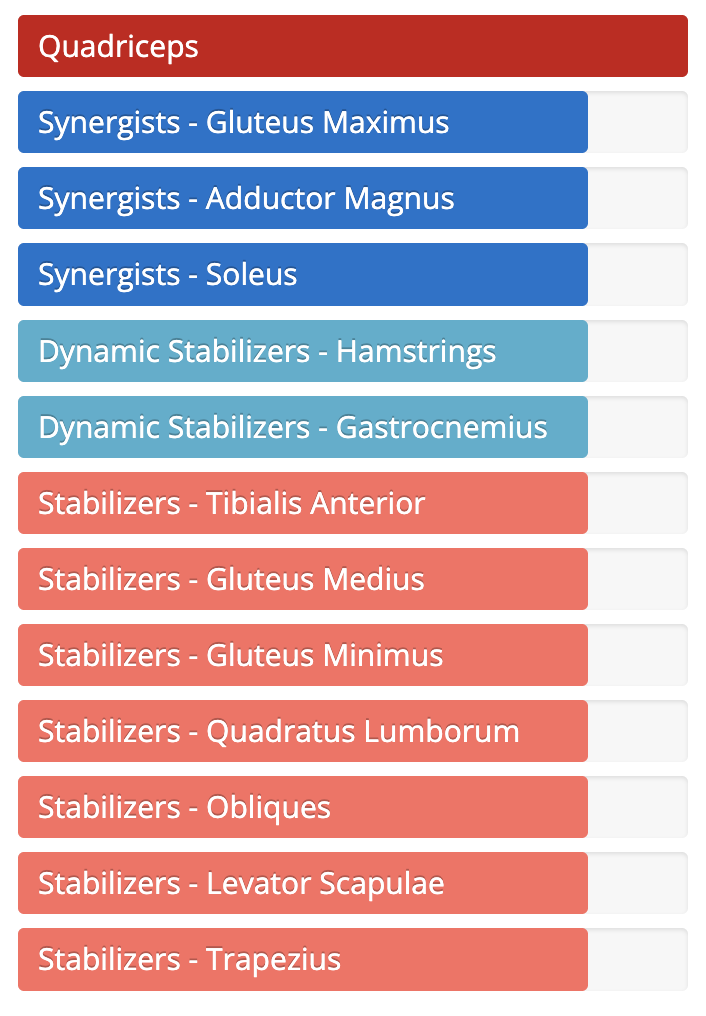 Quadriceps
Synergists - Gluteus Maximus
Synergists - Adductor Magnus
Synergists - Soleus
Dynamic Stabilizers - Hamstrings
Dynamic Stabilizers - Gastrocnemius
Stabilizers - Tibialis Anterior
Stabilizers - Gluteus Medius
Stabilizers - Gluteus Minimus
Stabilizers - Quadratus Lumborum
Stabilizers - Obliques
Stabilizers - Levator Scapulae
Stabilizers - Trapezius